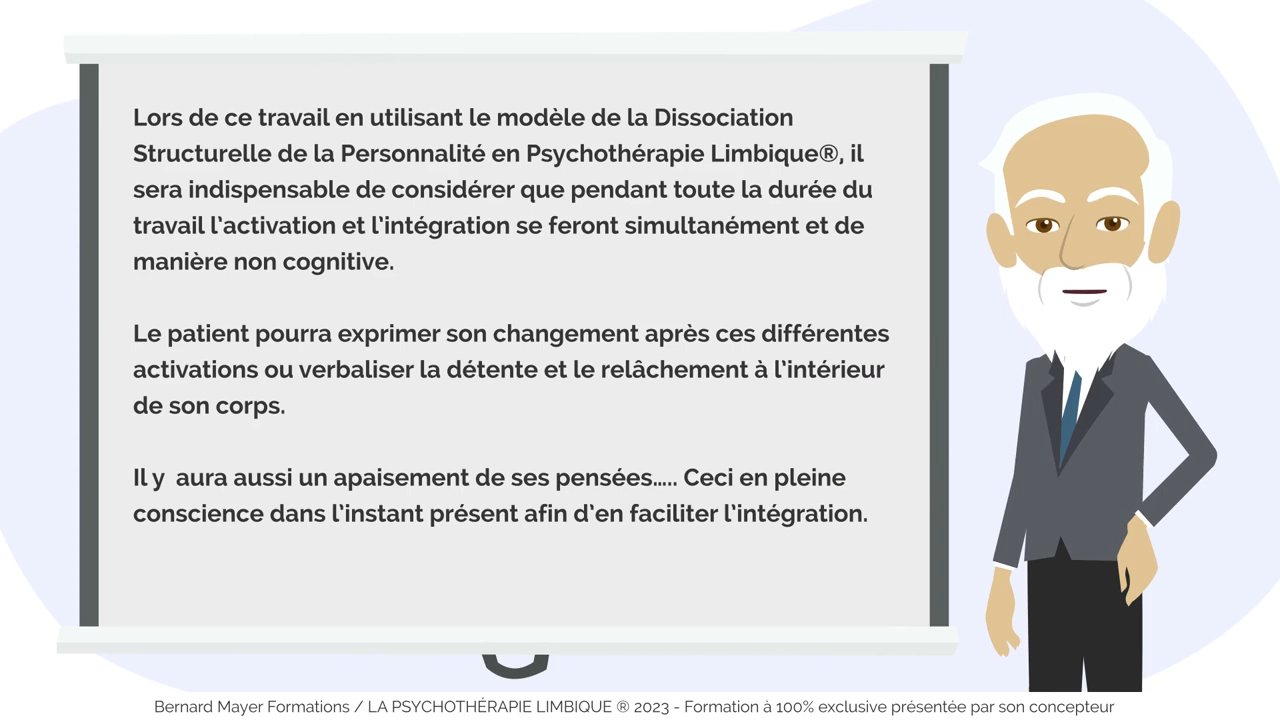 Lors de ce travail en utilisant le modèle de la Dissociation
Structurelle de la Personnalité en Psychothérapie Limbique®, il
sera indispensable de considérer que pendant toute la durée du
travail l'activation et l'intégration se feront simultanément et de
manière non cognitive.
Le patient pourra exprimer son changement après ces différentes
activations ou verbaliser la détente et le relâchement à l'intérieur
de son corps.
Il y  aura aussi un apaisement de ses pensées..... Ceci en pleine
conscience dans l'instant présent afin d'en faciliter l'intégration.
Bernard Mayer Formations / LA PSYCHOTHÉRAPIE LIMBIQUE ® 2023 - Formation à 100% exclusive présentée par son concepteur